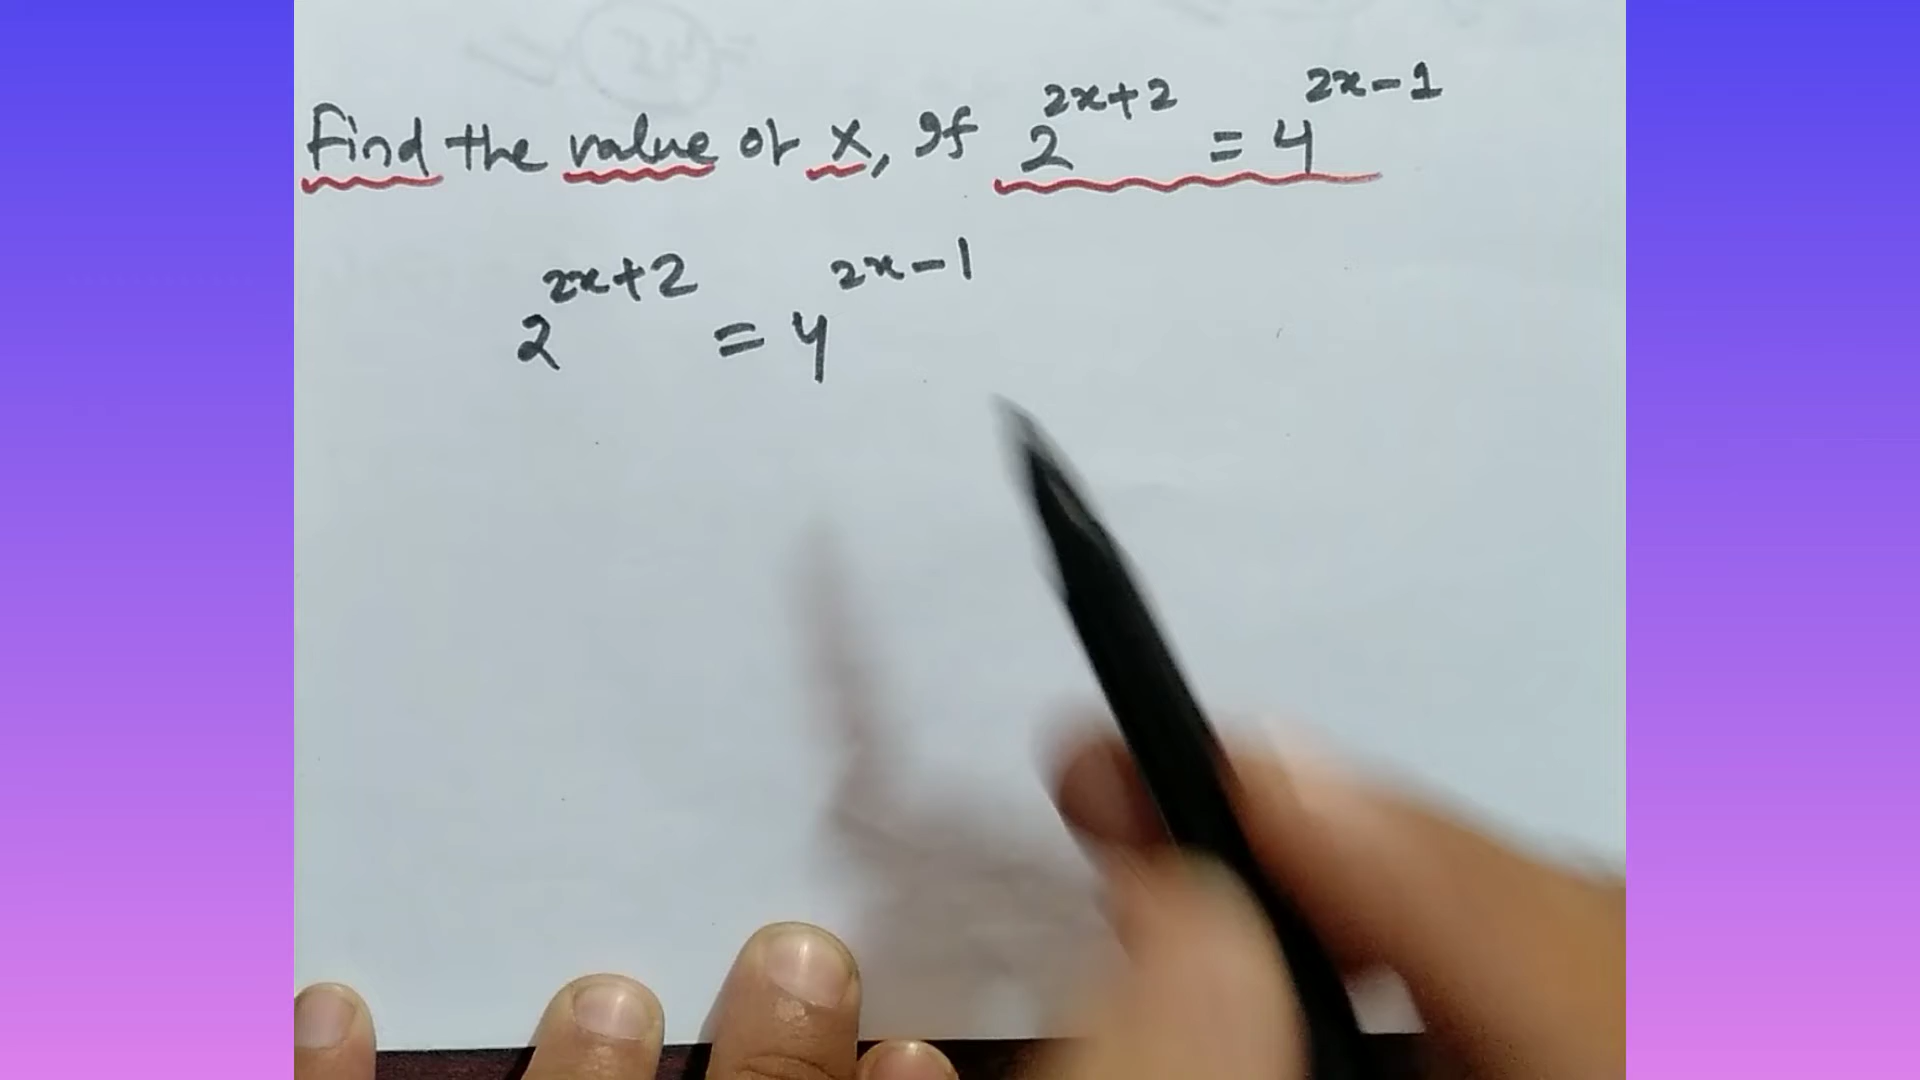 Find the value of x, If 2^{2x+2} = 4^{2x-1}
2^{2x+2} = 4^{2x-1}